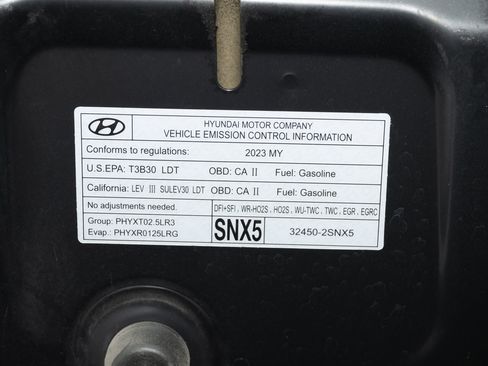 HYUNDAI MOTOR COMPANY
VEHICLE EMISSION CONTROL INFORMATION
Conforms to regulations: 2023 MY
U.S.EPA: T3B30 LDT OBD: CA II Fuel: Gasoline
California: LEV III SULEV30 LDT OBD: CA II Fuel: Gasoline
No adjustments needed. DFI+SFI , WR-HO2S , HO2S , WU-TWC , TWC , EGR , EGRC
Group: PHYXT02.5LR3
Evap.: PHYXR0125LRG
SNX5 32450-2SNX5